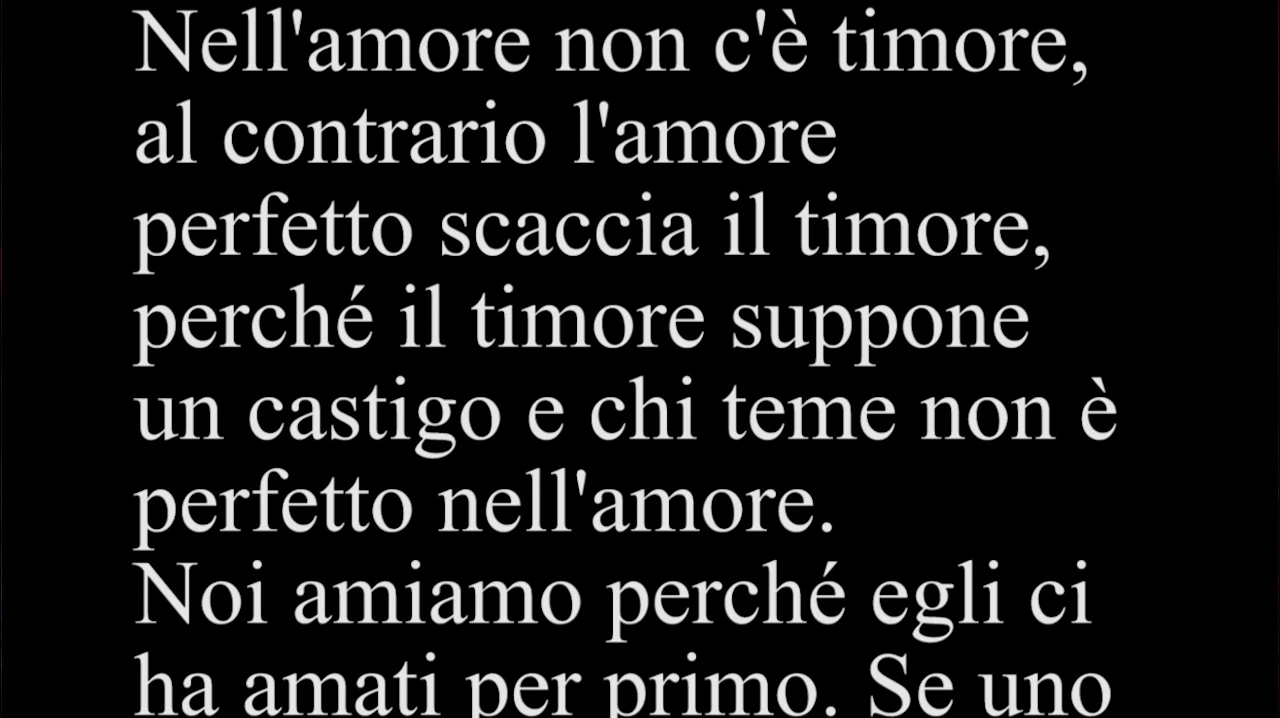 Nell'amore non c'è timore,
al contrario l'amore
perfetto scaccia il timore,
perché il timore suppone
un castigo e chi teme non è
perfetto nell'amore.
Noi amiamo perché egli ci
ha amati per primo. Se uno